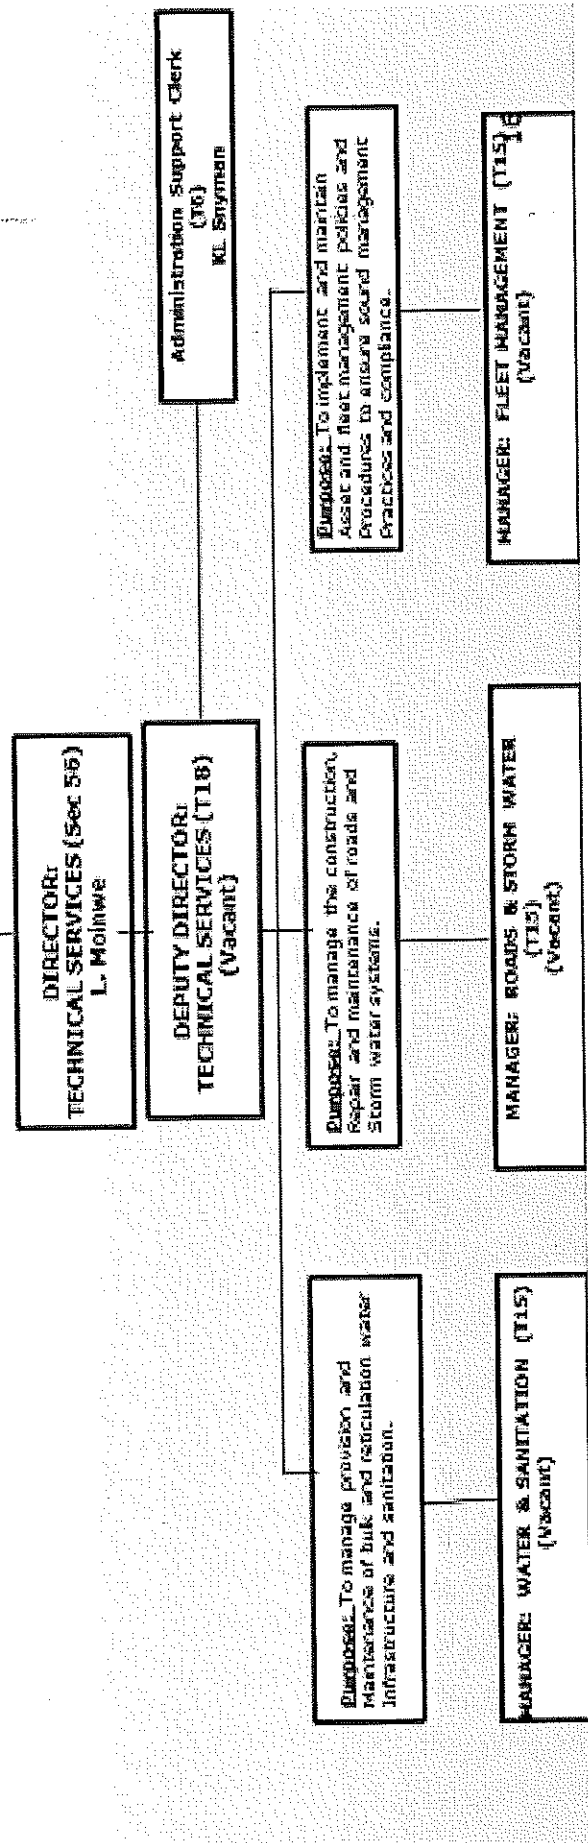 DIRECTOR:
TECHNICAL SERVICES (Sec 56)
L. Moinwe
DEPUTY DIRECTOR:
TECHNICAL SERVICES (T18)
(Vacant)
Administration Support Clerk
(T6)
KL Snyman
Purpose: To manage provision and
Maintenance of bulk and reticulation water
Infrastructure and sanitation.
Purpose: To manage the construction,
Repair and maintenance of roads and
Storm water systems.
Purpose: To implement and maintain
Asset and fleet management policies and
Procedures to ensure sound management
Practices and compliance.
MANAGER: WATER & SANITATION (T15)
(Vacant)
MANAGER: ROADS & STORM WATER
(T15)
(Vacant)
MANAGER: FLEET MANAGEMENT (T15)
(Vacant)
16